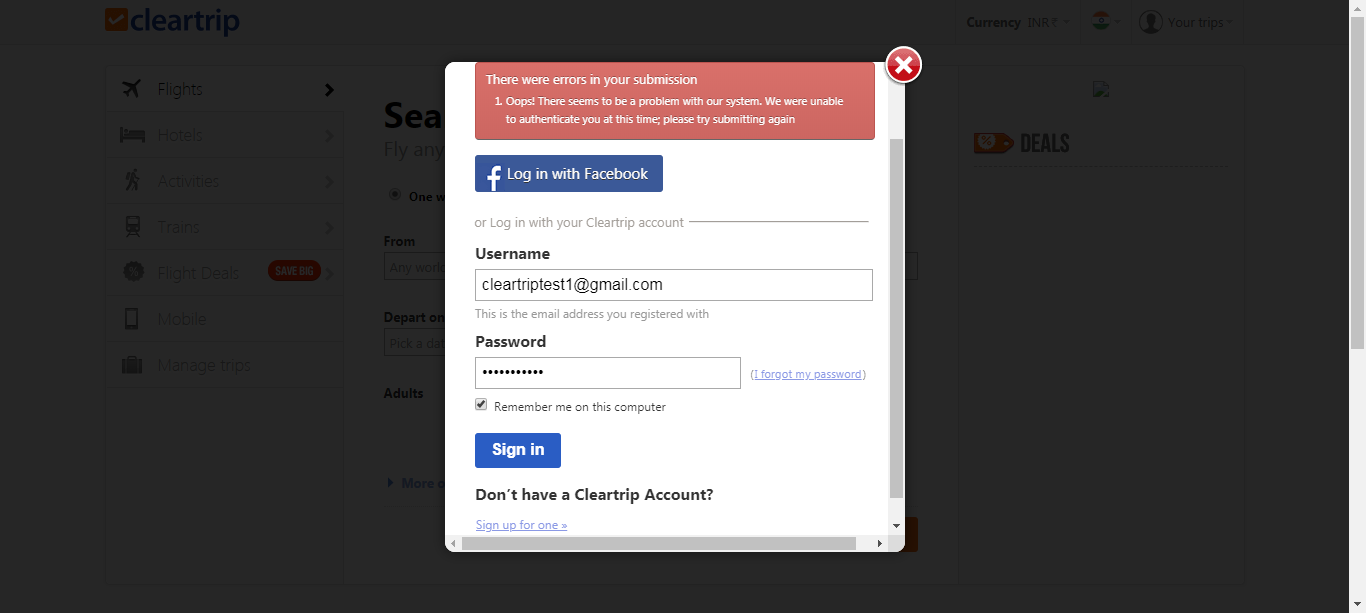 cleartrip
Currency INR ₹
Your trips
Flights
Hotels
Activities
Trains
Flight Deals SAVE BIG
Mobile
Manage trips
Sea
Fly any
One w
From
Any worl
Depart on
Pick a dat
Adults
More o
There were errors in your submission
1. Oops! There seems to be a problem with our system. We were unable
to authenticate you at this time; please try submitting again
f Log in with Facebook
or Log in with your Cleartrip account
Username
cleartriptest1@gmail.com
This is the email address you registered with
Password
•••••••••••
(I forgot my password)
Remember me on this computer
Sign in
Don´t have a Cleartrip Account?
Sign up for one »
% DEALS